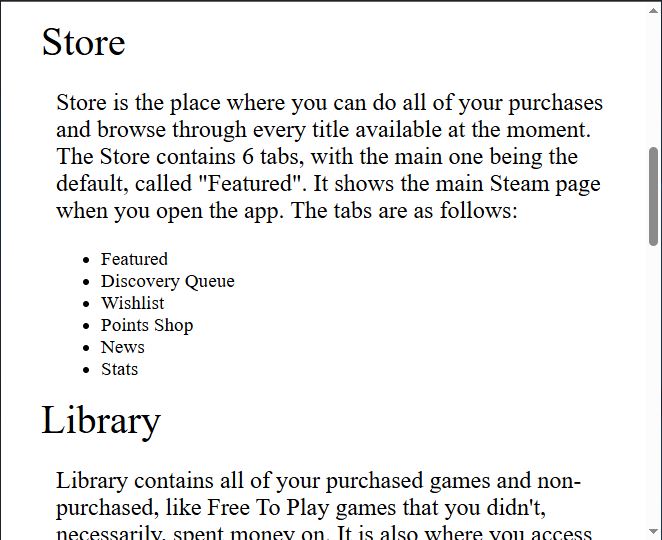 Store
Store is the place where you can do all of your purchases
and browse through every title available at the moment.
The Store contains 6 tabs, with the main one being the
default, called "Featured". It shows the main Steam page
when you open the app. The tabs are as follows:
• Featured
• Discovery Queue
• Wishlist
• Points Shop
• News
• Stats
Library
Library contains all of your purchased games and non-
purchased, like Free To Play games that you didn't,
necessarily, spent money on. It is also where you access